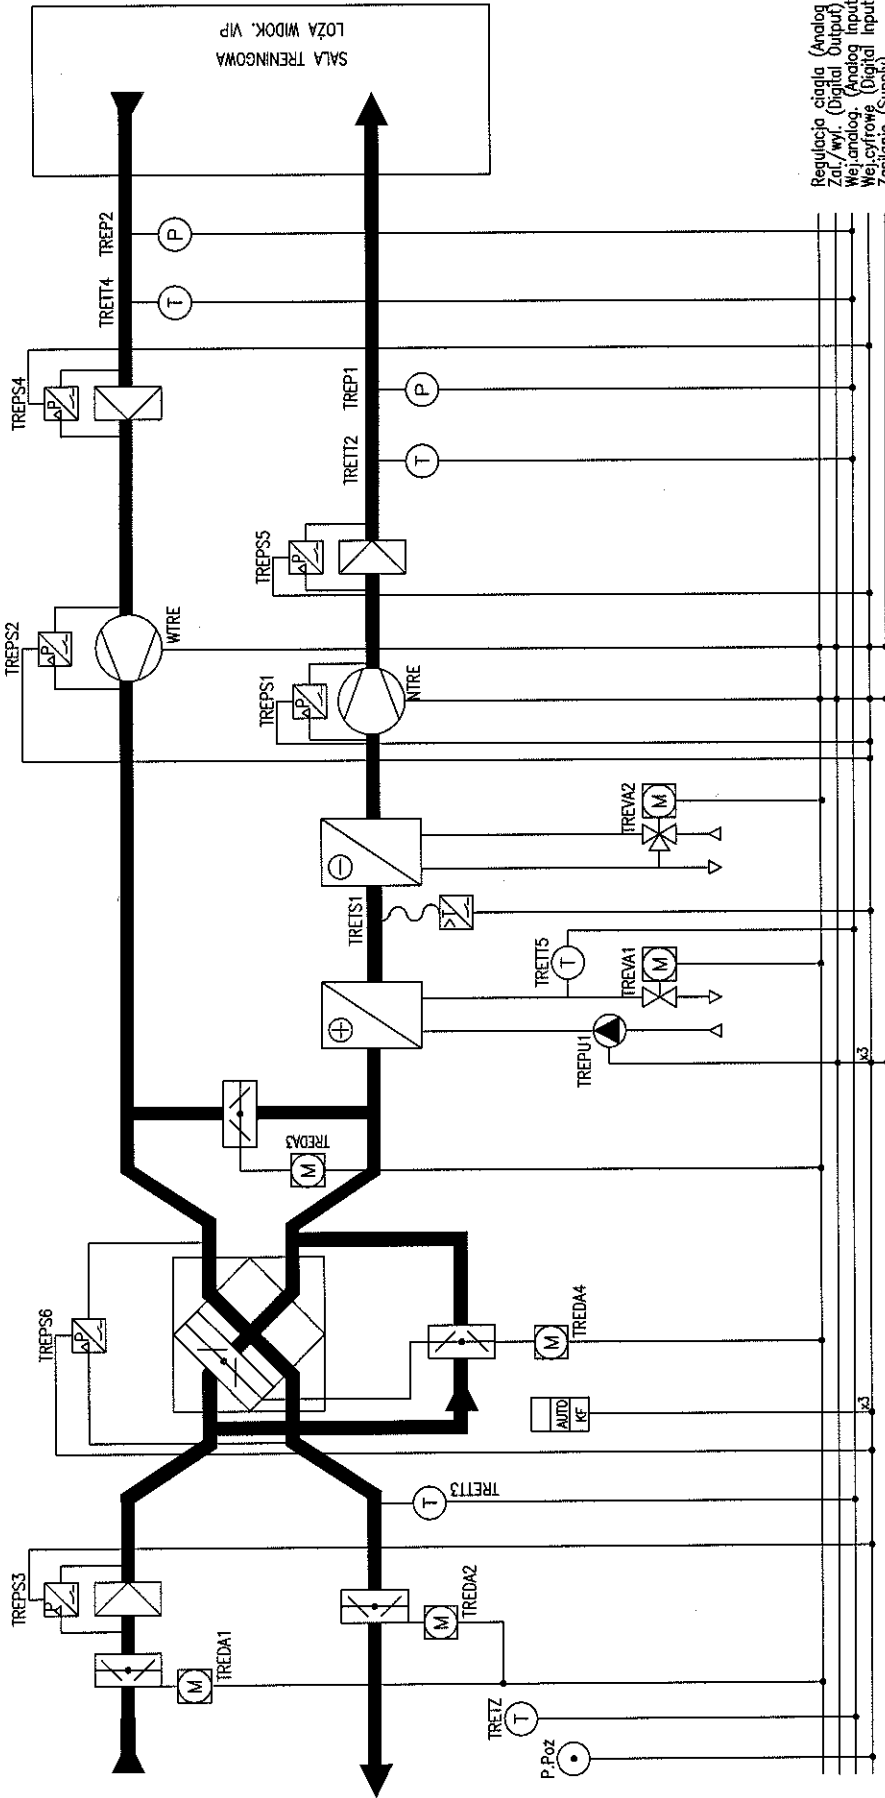 SALA TRENINGOWA
LOŻA WIDOK. VIP
TREP2
P
TRETT4
T
TREPS4
P
TREP1
P
TRETT2
T
TREPS5
P
TREPS2
P
WTRE
TREPS1
P
NTRE
TREVA2
M
TRETS1
>T
TRETT5
T
TREVA1
M
TREPU1
x3
TREDA3
M
TREPS6
P
TREDA4
M
AUTO
KF
x3
TRETT3
T
TREPS3
P
TREDA2
M
TREDA1
M
TRETZ
T
P.Poż
Regulacja ciągła (Analog
Zał./wył. (Digital Output)
Wej.analog. (Analog Input
Wej.cyfrowe (Digital Input
Zasilanie (Supply)